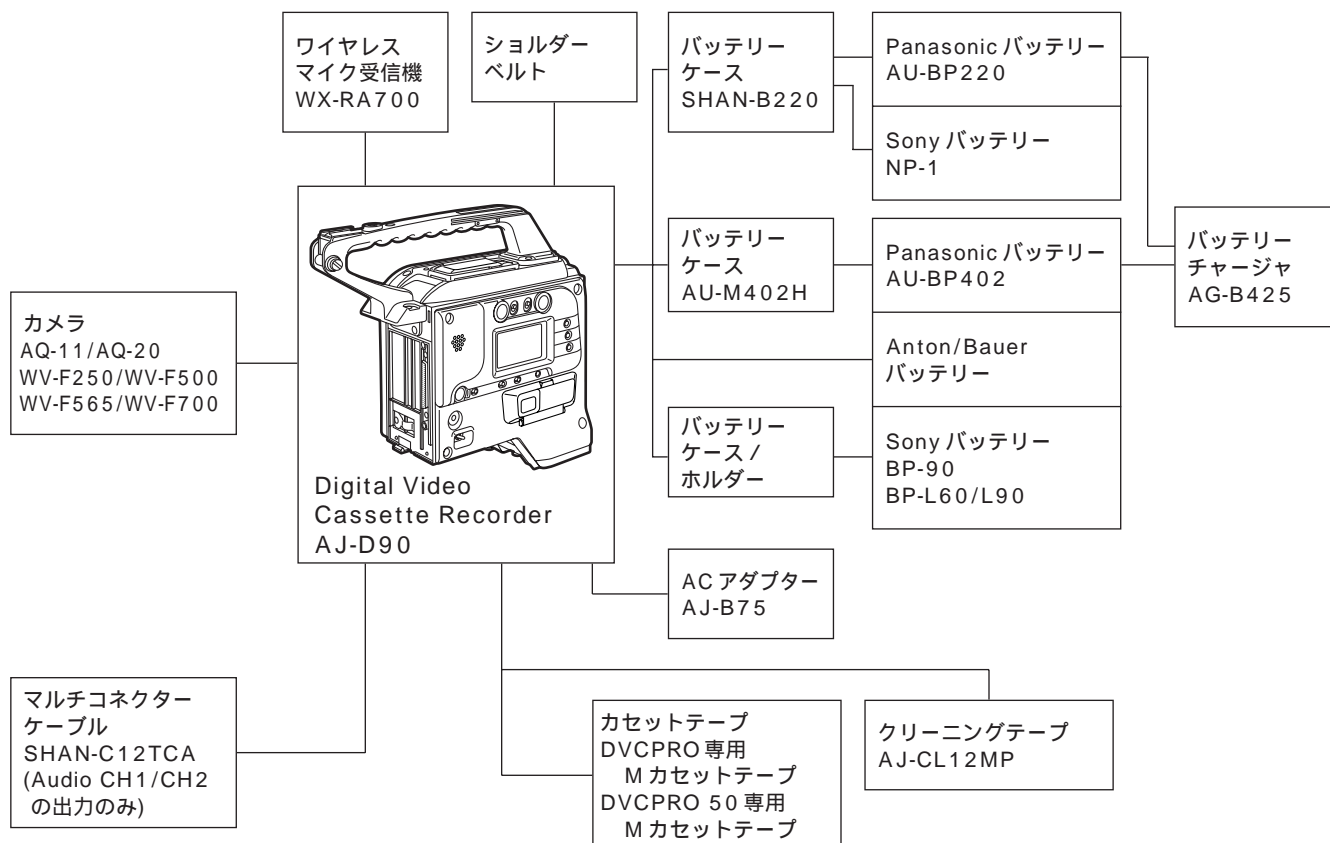 ワイヤレス
マイク受信機
WX-RA700
ショルダー
ベルト
バッテリー
ケース
SHAN-B220
Panasonic バッテリー
AU-BP220
Sony バッテリー
NP-1
バッテリー
ケース
AU-M402H
Panasonic バッテリー
AU-BP402
バッテリー
チャージャ
AG-B425
カメラ
AQ-11/AQ-20
WV-F250/WV-F500
WV-F565/WV-F700
Anton/Bauer
バッテリー
バッテリー
ケース /
ホルダー
Sony バッテリー
BP-90
BP-L60/L90
Digital Video
Cassette Recorder
AJ-D90
AC アダプター
AJ-B75
マルチコネクター
ケーブル
SHAN-C12TCA
(Audio CH1/CH2
の出力のみ)
カセットテープ
DVCPRO 専用
M カセットテープ
DVCPRO 50 専用
M カセットテープ
クリーニングテープ
AJ-CL12MP